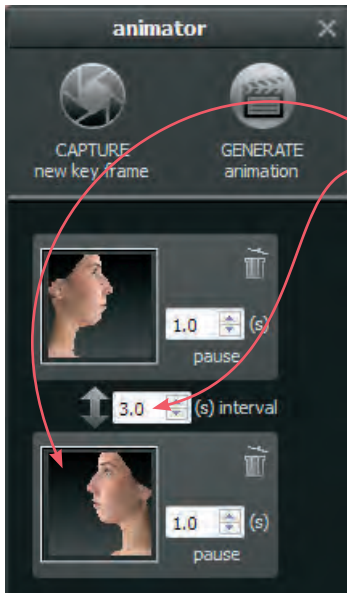 animator
CAPTURE
new key frame
GENERATE
animation
1.0 (s)
pause
3.0 (s) interval
1.0 (s)
pause